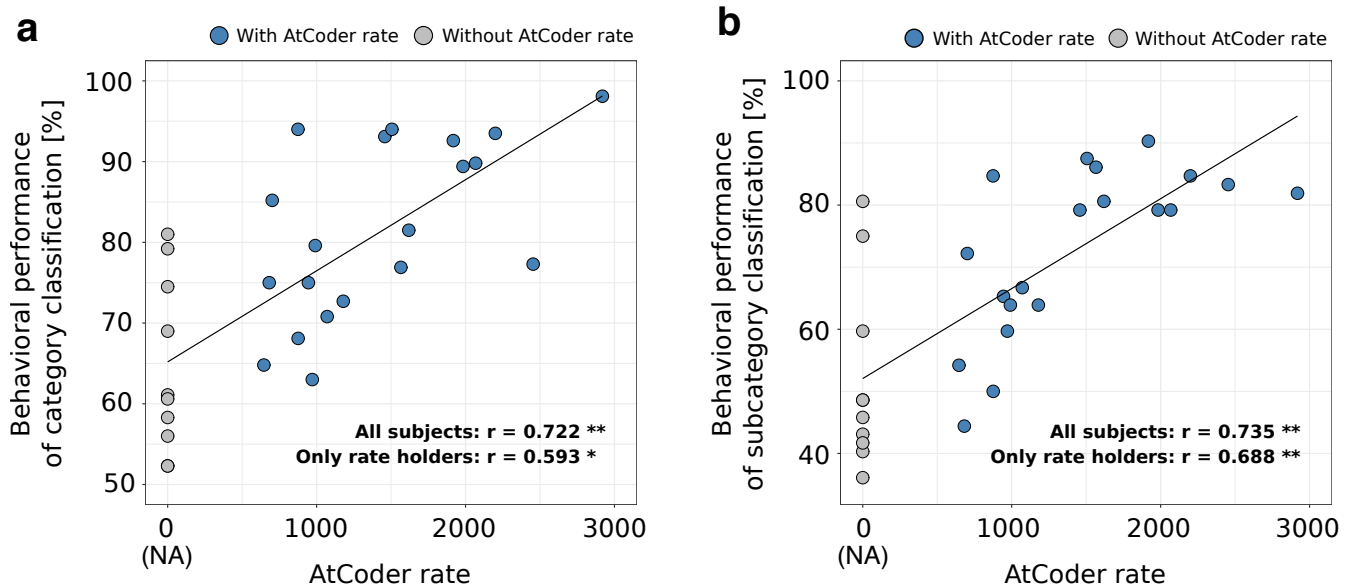 a
With AtCoder rate
Without AtCoder rate
Behavioral performance
of category classification [%]
100
90
80
70
60
50
All subjects: r = 0.722 **
Only rate holders: r = 0.593 *
0
1000
2000
3000
(NA)
AtCoder rate
b
With AtCoder rate
Without AtCoder rate
Behavioral performance
of subcategory classification [%]
100
80
60
40
All subjects: r = 0.735 **
Only rate holders: r = 0.688 **
0
1000
2000
3000
(NA)
AtCoder rate